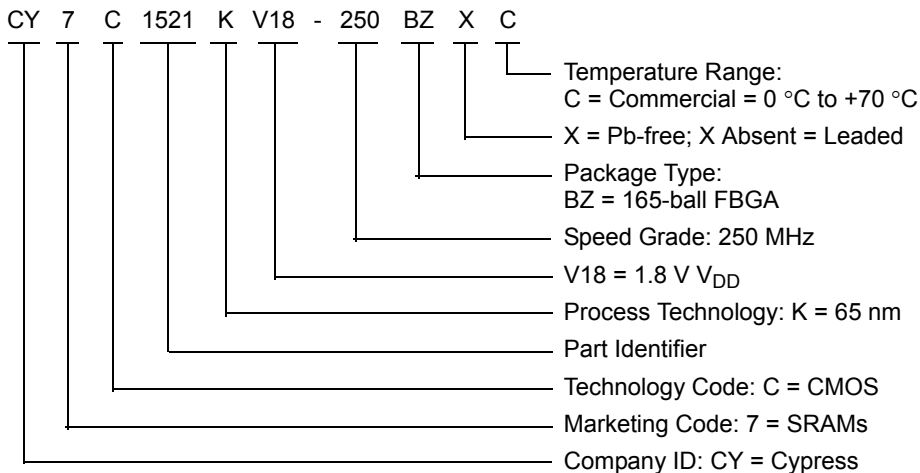 CY 7 C 1521 K V18 - 250 BZ X C
Temperature Range:
C = Commercial = 0 °C to +70 °C
X = Pb-free; X Absent = Leaded
Package Type:
BZ = 165-ball FBGA
Speed Grade: 250 MHz
V18 = 1.8 V VDD
Process Technology: K = 65 nm
Part Identifier
Technology Code: C = CMOS
Marketing Code: 7 = SRAMs
Company ID: CY = Cypress